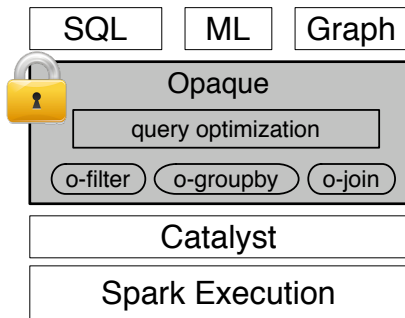 SQL ML Graph
Opaque
query optimization
o-filter o-groupby o-join
Catalyst
Spark Execution